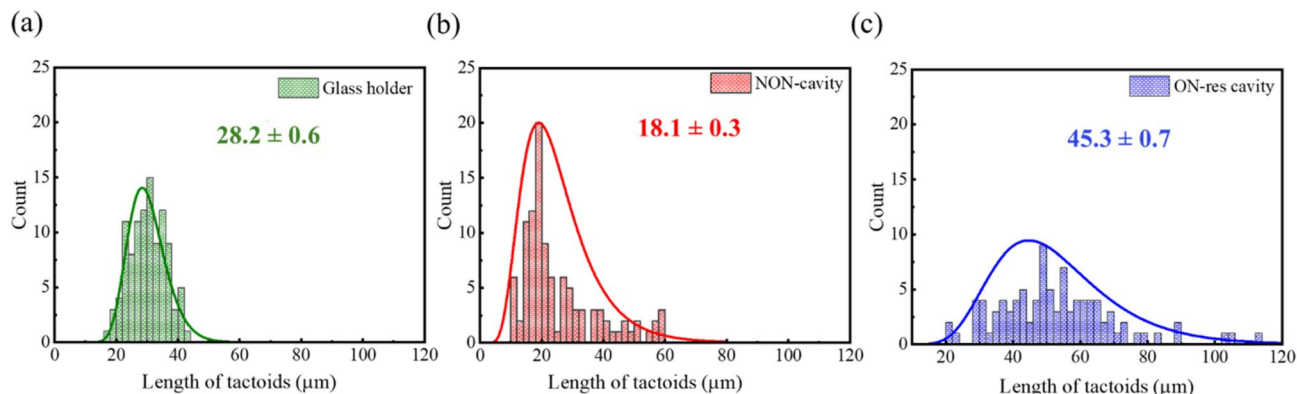 (a)
25
20
15
10
5
0
Count
Glass holder
28.2 ± 0.6
0 20 40 60 80 100 120
Length of tactoids (μm)
(b)
25
20
15
10
5
0
Count
NON-cavity
18.1 ± 0.3
0 20 40 60 80 100 120
Length of tactoids (μm)
(c)
25
20
15
10
5
0
Count
ON-res cavity
45.3 ± 0.7
20 40 60 80 100 120
Length of tactoids (μm)